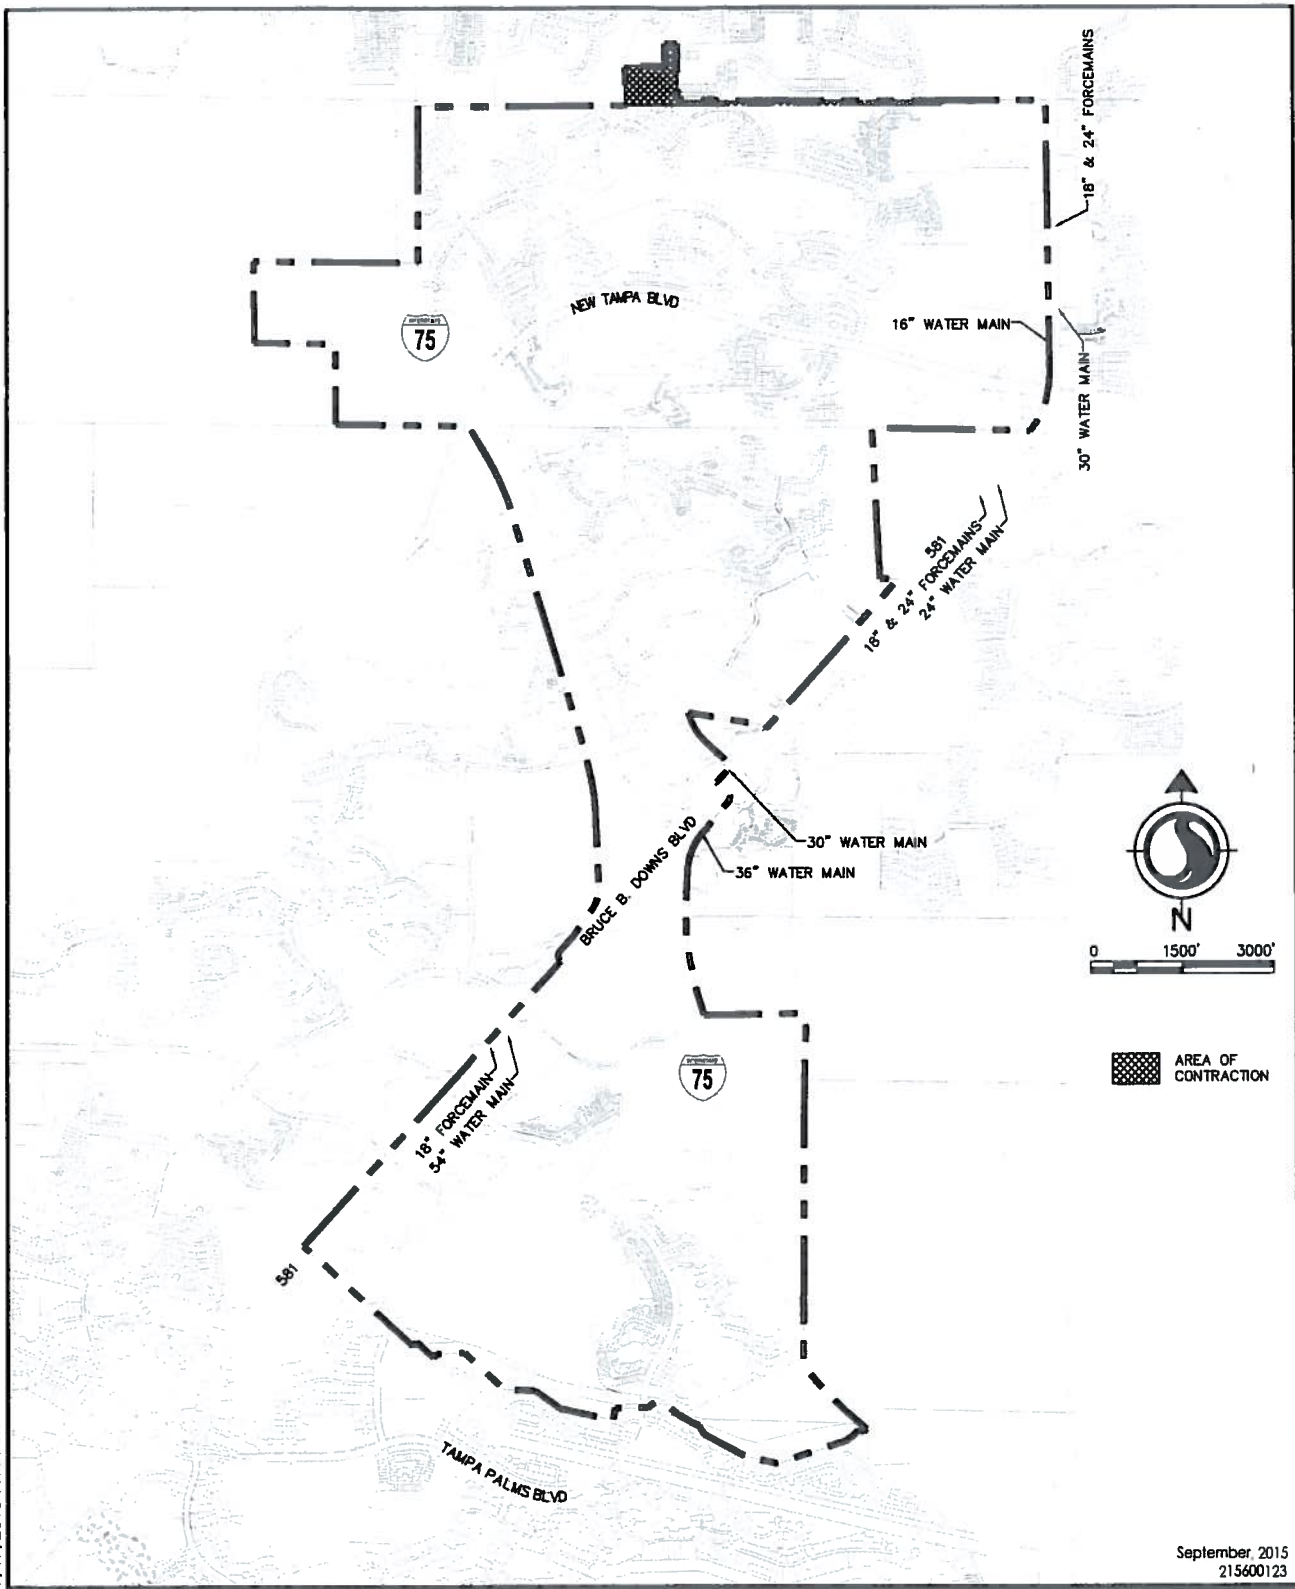 18" & 24" FORCEMAINS
NEW TAMPA BLVD
75
16" WATER MAIN
30" WATER MAIN
581
18" & 24" FORCEMAINS
24" WATER MAIN
30" WATER MAIN
36" WATER MAIN
BRUCE B. DOWNS BLVD
N
0 1500' 3000'
75
AREA OF
CONTRACTION
18" FORCEMAIN
54" WATER MAIN
581
TAMPA PALMS BLVD
September, 2015
215600123